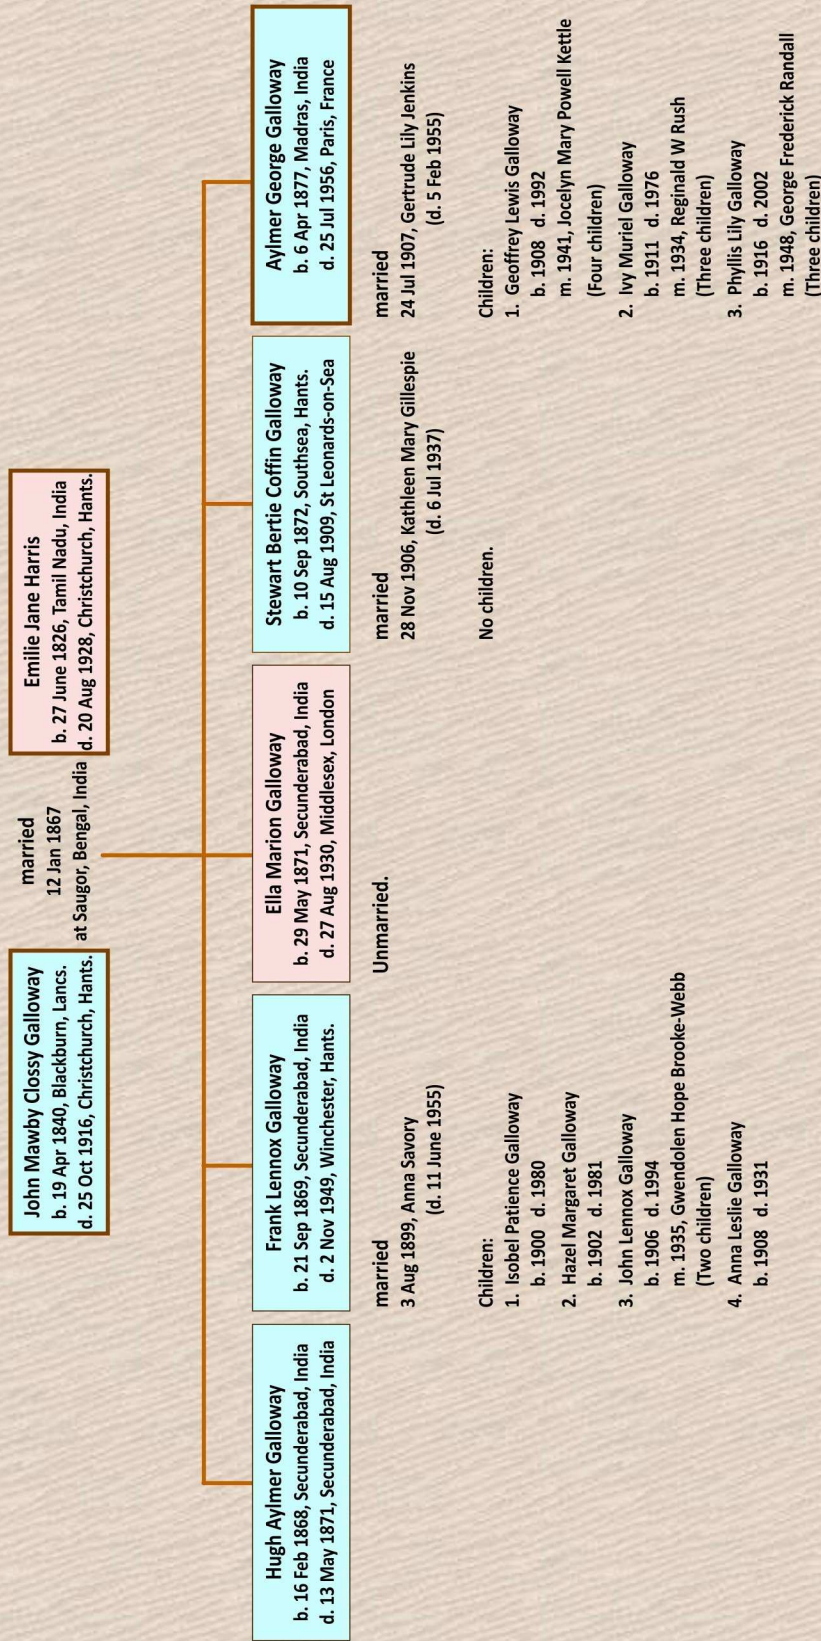 John Mawby Clossy Galloway
b. 19 Apr 1840, Blackburn, Lancs.
d. 25 Oct 1916, Christchurch, Hants.
married
12 Jan 1867
at Saugor, Bengal, India
Emilie Jane Harris
b. 27 June 1826, Tamil Nadu, India
d. 20 Aug 1928, Christchurch, Hants.
Hugh Aylmer Galloway
b. 16 Feb 1868, Secunderabad, India
d. 13 May 1871, Secunderabad, India
Frank Lennox Galloway
b. 21 Sep 1869, Secunderabad, India
d. 2 Nov 1949, Winchester, Hants.
married
3 Aug 1899, Anna Savory
(d. 11 June 1955)
Children:
1. Isobel Patience Galloway
b. 1900 d. 1980
2. Hazel Margaret Galloway
b. 1902 d. 1981
3. John Lennox Galloway
b. 1906 d. 1994
m. 1935, Gwendolen Hope Brooke-Webb
(Two children)
4. Anna Leslie Galloway
b. 1908 d. 1931
Ella Marion Galloway
b. 29 May 1871, Secunderabad, India
d. 27 Aug 1930, Middlesex, London
Unmarried.
Stewart Bertie Coffin Galloway
b. 10 Sep 1872, Southsea, Hants.
d. 15 Aug 1909, St Leonards-on-Sea
married
28 Nov 1906, Kathleen Mary Gillespie
(d. 6 Jul 1937)
No children.
Aylmer George Galloway
b. 6 Apr 1877, Madras, India
d. 25 Jul 1956, Paris, France
married
24 Jul 1907, Gertrude Lily Jenkins
(d. 5 Feb 1955)
Children:
1. Geoffrey Lewis Galloway
b. 1908 d. 1992
m. 1941, Jocelyn Mary Powell Kettle
(Four children)
2. Ivy Muriel Galloway
b. 1911 d. 1976
m. 1934, Reginald W Rush
(Three children)
3. Phyllis Lily Galloway
b. 1916 d. 2002
m. 1948, George Frederick Randall
(Three children)